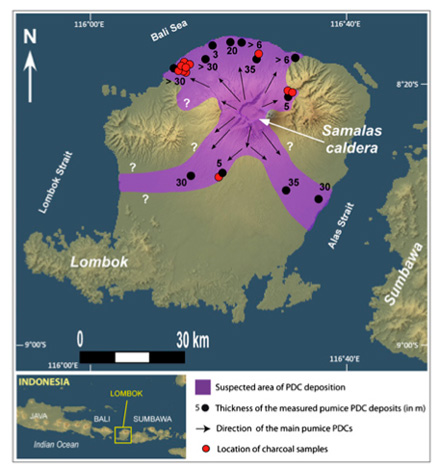 116°00'
116°40'
Bali Sea
N
3
20
> 6
> 6
> 30
35
> 30
5
8°20'S
?
Samalas
caldera
?
?
?
?
5
30
35
30
Lombok Strait
Alas Strait
Lombok
Sumbawa
0 30 km
9°00'S
9°00'S
116°00'E
116°40'
INDONESIA
LOMBOK
JAVA
BALI
SUMBAWA
Indian Ocean
Suspected area of PDC deposition
5 Thickness of the measured pumice PDC deposits (in m)
Direction of the main pumice PDCs
Location of charcoal samples